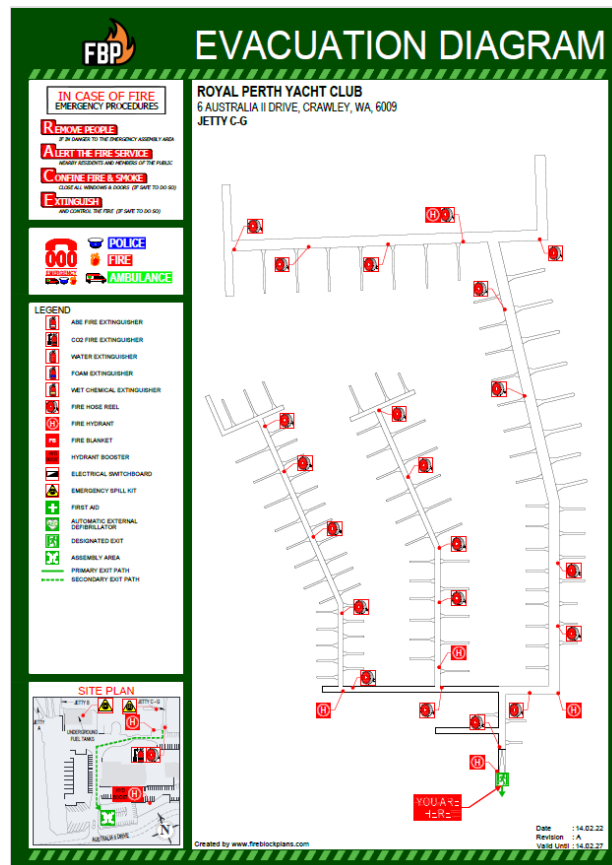 FBP
EVACUATION DIAGRAM
IN CASE OF FIRE
EMERGENCY PROCEDURES
REMOVE PEOPLE
IF IN DANGER TO THE EMERGENCY ASSEMBLY AREA
ALERT THE FIRE SERVICE
NEARBY RESIDENTS AND MEMBERS OF THE PUBLIC
CONFINE FIRE & SMOKE
CLOSE ALL WINDOWS & DOORS (IF SAFE TO DO SO)
EXTINGUISH
AND CONTROL THE FIRE (IF SAFE TO DO SO)
000
EMERGENCY
POLICE
FIRE
AMBULANCE
LEGEND
ABE FIRE EXTINGUISHER
CO2 FIRE EXTINGUISHER
WATER EXTINGUISHER
FOAM EXTINGUISHER
WET CHEMICAL EXTINGUISHER
FIRE HOSE REEL
H
FIRE HYDRANT
FB
FIRE BLANKET
HYDRANT BOOSTER
ELECTRICAL SWITCHBOARD
EMERGENCY SPILL KIT
FIRST AID
AUTOMATIC EXTERNAL
DEFIBRILLATOR
DESIGNATED EXIT
ASSEMBLY AREA
PRIMARY EXIT PATH
SECONDARY EXIT PATH
SITE PLAN
JETTY B
JETTY C-G
JETTY
A
UNDERGROUND
FUEL TANKS
H
H
AUSTRALIA II DRIVE
N
ROYAL PERTH YACHT CLUB
6 AUSTRALIA II DRIVE, CRAWLEY, WA, 6009
JETTY C-G
H
H
H
H
H
YOU ARE
HERE
Created by www.fireblockplans.com
Date : 14.02.22
Revision : A
Valid Until : 14.02.27